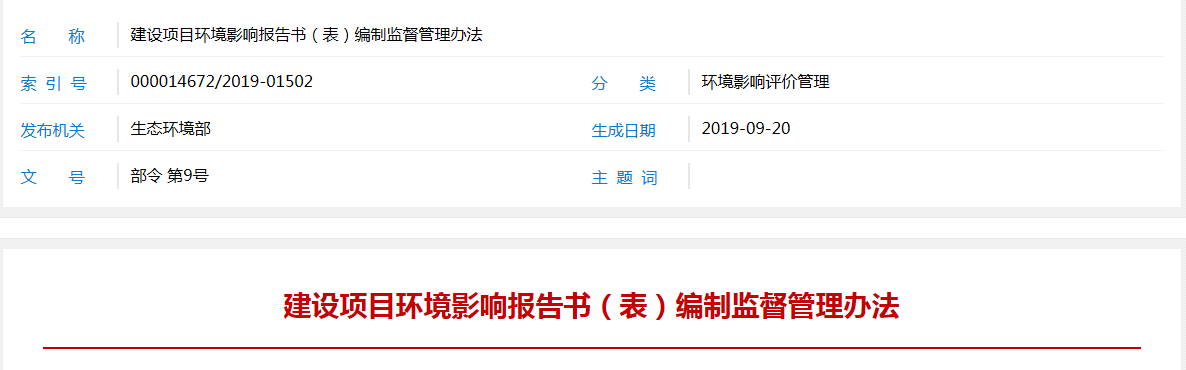 名 称 建设项目环境影响报告书（表）编制监督管理办法
索 引 号 000014672/2019-01502 分 类 环境影响评价管理
发布机关 生态环境部 生成日期 2019-09-20
文 号 部令 第9号 主 题 词
建设项目环境影响报告书（表）编制监督管理办法